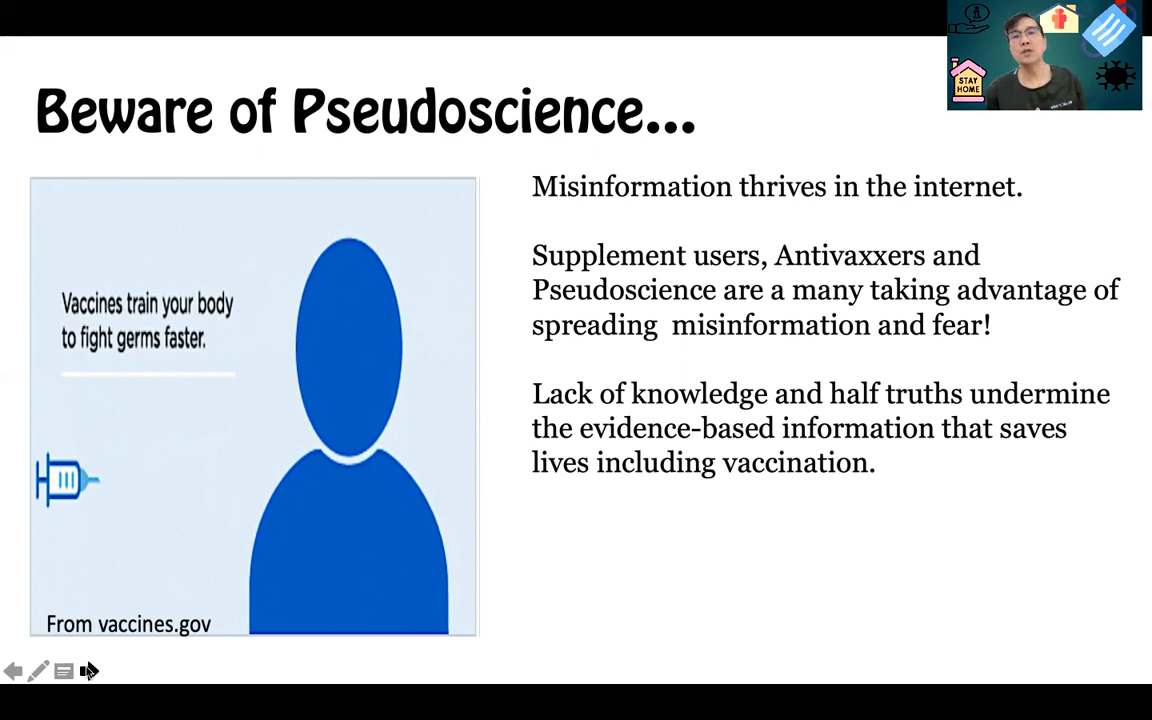 STAY
HOME
Beware of Pseudoscience...
Vaccines train your body
to fight germs faster.
From vaccines.gov
Misinformation thrives in the internet.
Supplement users, Antivaxxers and
Pseudoscience are a many taking advantage of
spreading misinformation and fear!
Lack of knowledge and half truths undermine
the evidence-based information that saves
lives including vaccination.